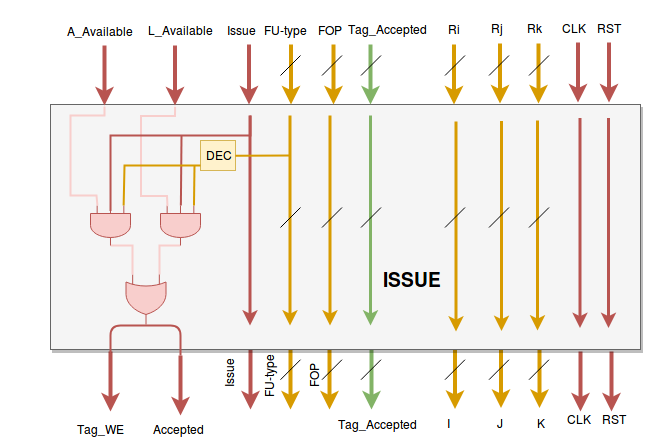 A_Available L_Available Issue FU-type FOP Tag_Accepted Ri Rj Rk CLK RST
DEC
ISSUE
Issue FU-type FOP
Tag_WE Accepted Tag_Accepted I J K CLK RST